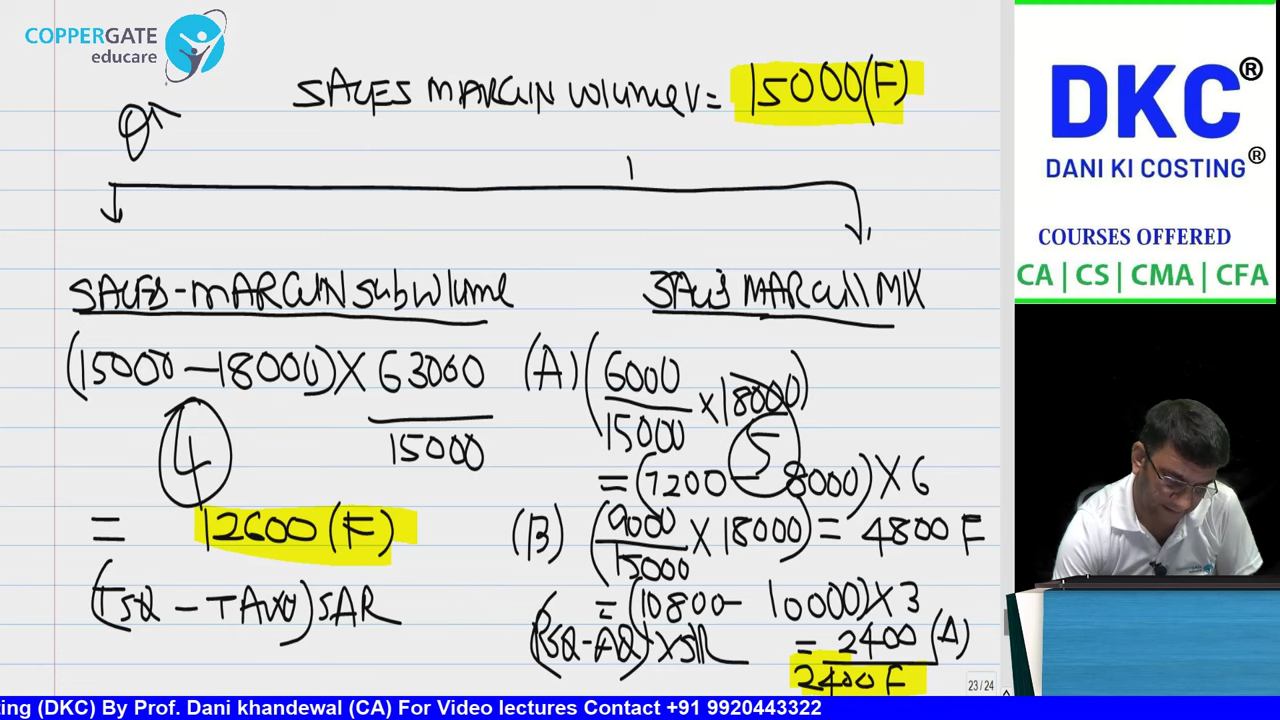 COPPERGATE
educare
SALES MARGIN Volume V = 15000(F)
SALES-MARGIN sub Volume
(15000 - 18000) X 63000
15000
4
= 12600 (F)
(TSQ - TAQ) SAR
SALES MARGIN MIX
(A) (6000
15000 X 18000)
5
= (7200 - 8000) X 6
= 4800 F
(B) (9000
15000 X 18000)
= (10800 - 10000) X 3
= 2400 (A)
(RSQ - AQ) X SR
2400 F
23 / 24
DKC®
DANI KI COSTING®
COURSES OFFERED
CA | CS | CMA | CFA
ting (DKC) By Prof. Dani khandewal (CA) For Video lectures Contact +91 9920443322